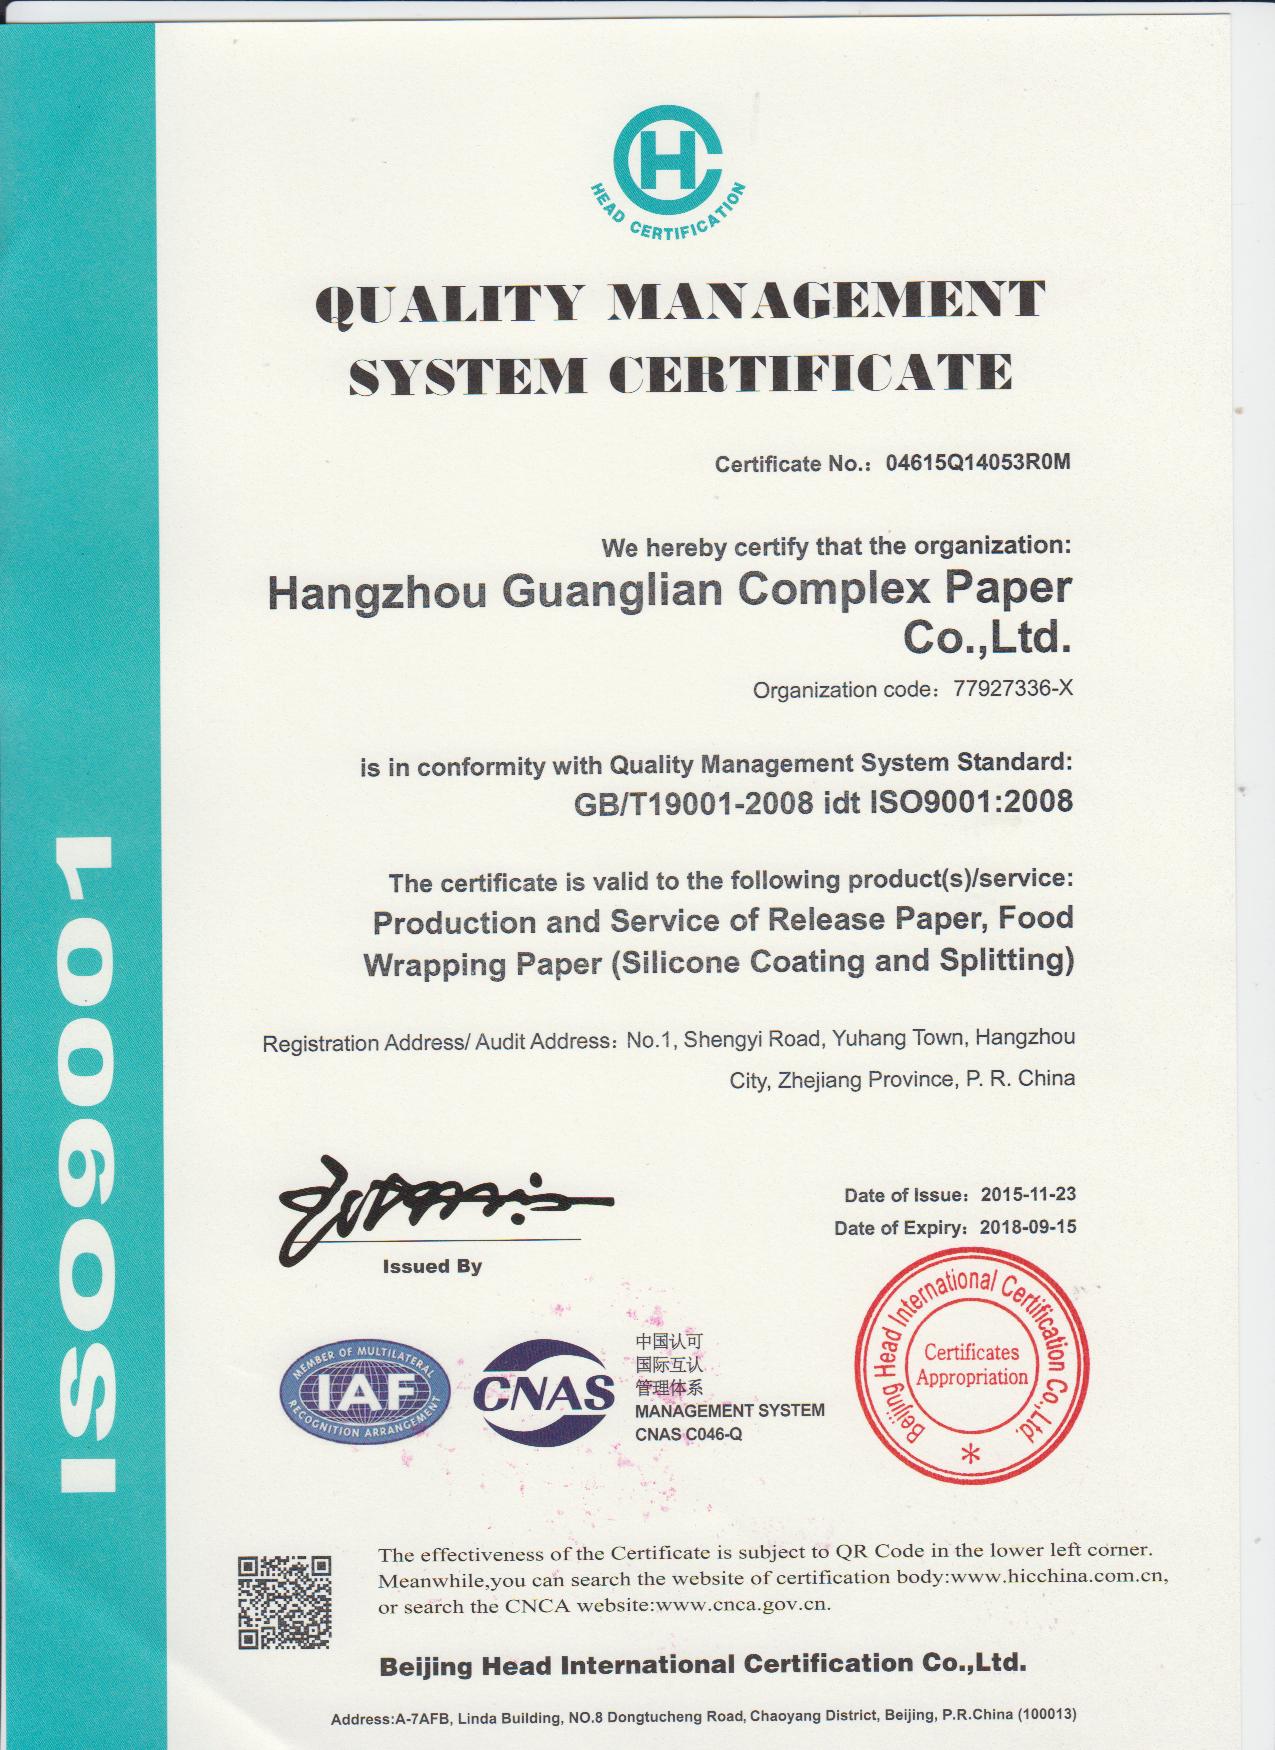 HC
HEAD CERTIFICATION
QUALITY MANAGEMENT
SYSTEM CERTIFICATE
Certificate No.：04615Q14053R0M
We hereby certify that the organization:
Hangzhou Guanglian Complex Paper
Co.,Ltd.
Organization code：77927336-X
is in conformity with Quality Management System Standard:
GB/T19001-2008 idt ISO9001:2008
The certificate is valid to the following product(s)/service:
Production and Service of Release Paper, Food
Wrapping Paper (Silicone Coating and Splitting)
Registration Address/ Audit Address：No.1, Shengyi Road, Yuhang Town, Hangzhou
City, Zhejiang Province, P. R. China
Date of Issue：2015-11-23
Date of Expiry：2018-09-15
Issued By
MEMBER OF MULTILATERAL
IAF
RECOGNITION ARRANGEMENT
CNAS
中国认可
国际互认
管理体系
MANAGEMENT SYSTEM
CNAS C046-Q
Beijing Head International Certification Co.,Ltd.
Certificates
Appropriation
The effectiveness of the Certificate is subject to QR Code in the lower left corner.
Meanwhile,you can search the website of certification body:www.hicchina.com.cn,
or search the CNCA website:www.cnca.gov.cn.
Beijing Head International Certification Co.,Ltd.
Address:A-7AFB, Linda Building, NO.8 Dongtucheng Road, Chaoyang District, Beijing, P.R.China (100013)
ISO9001